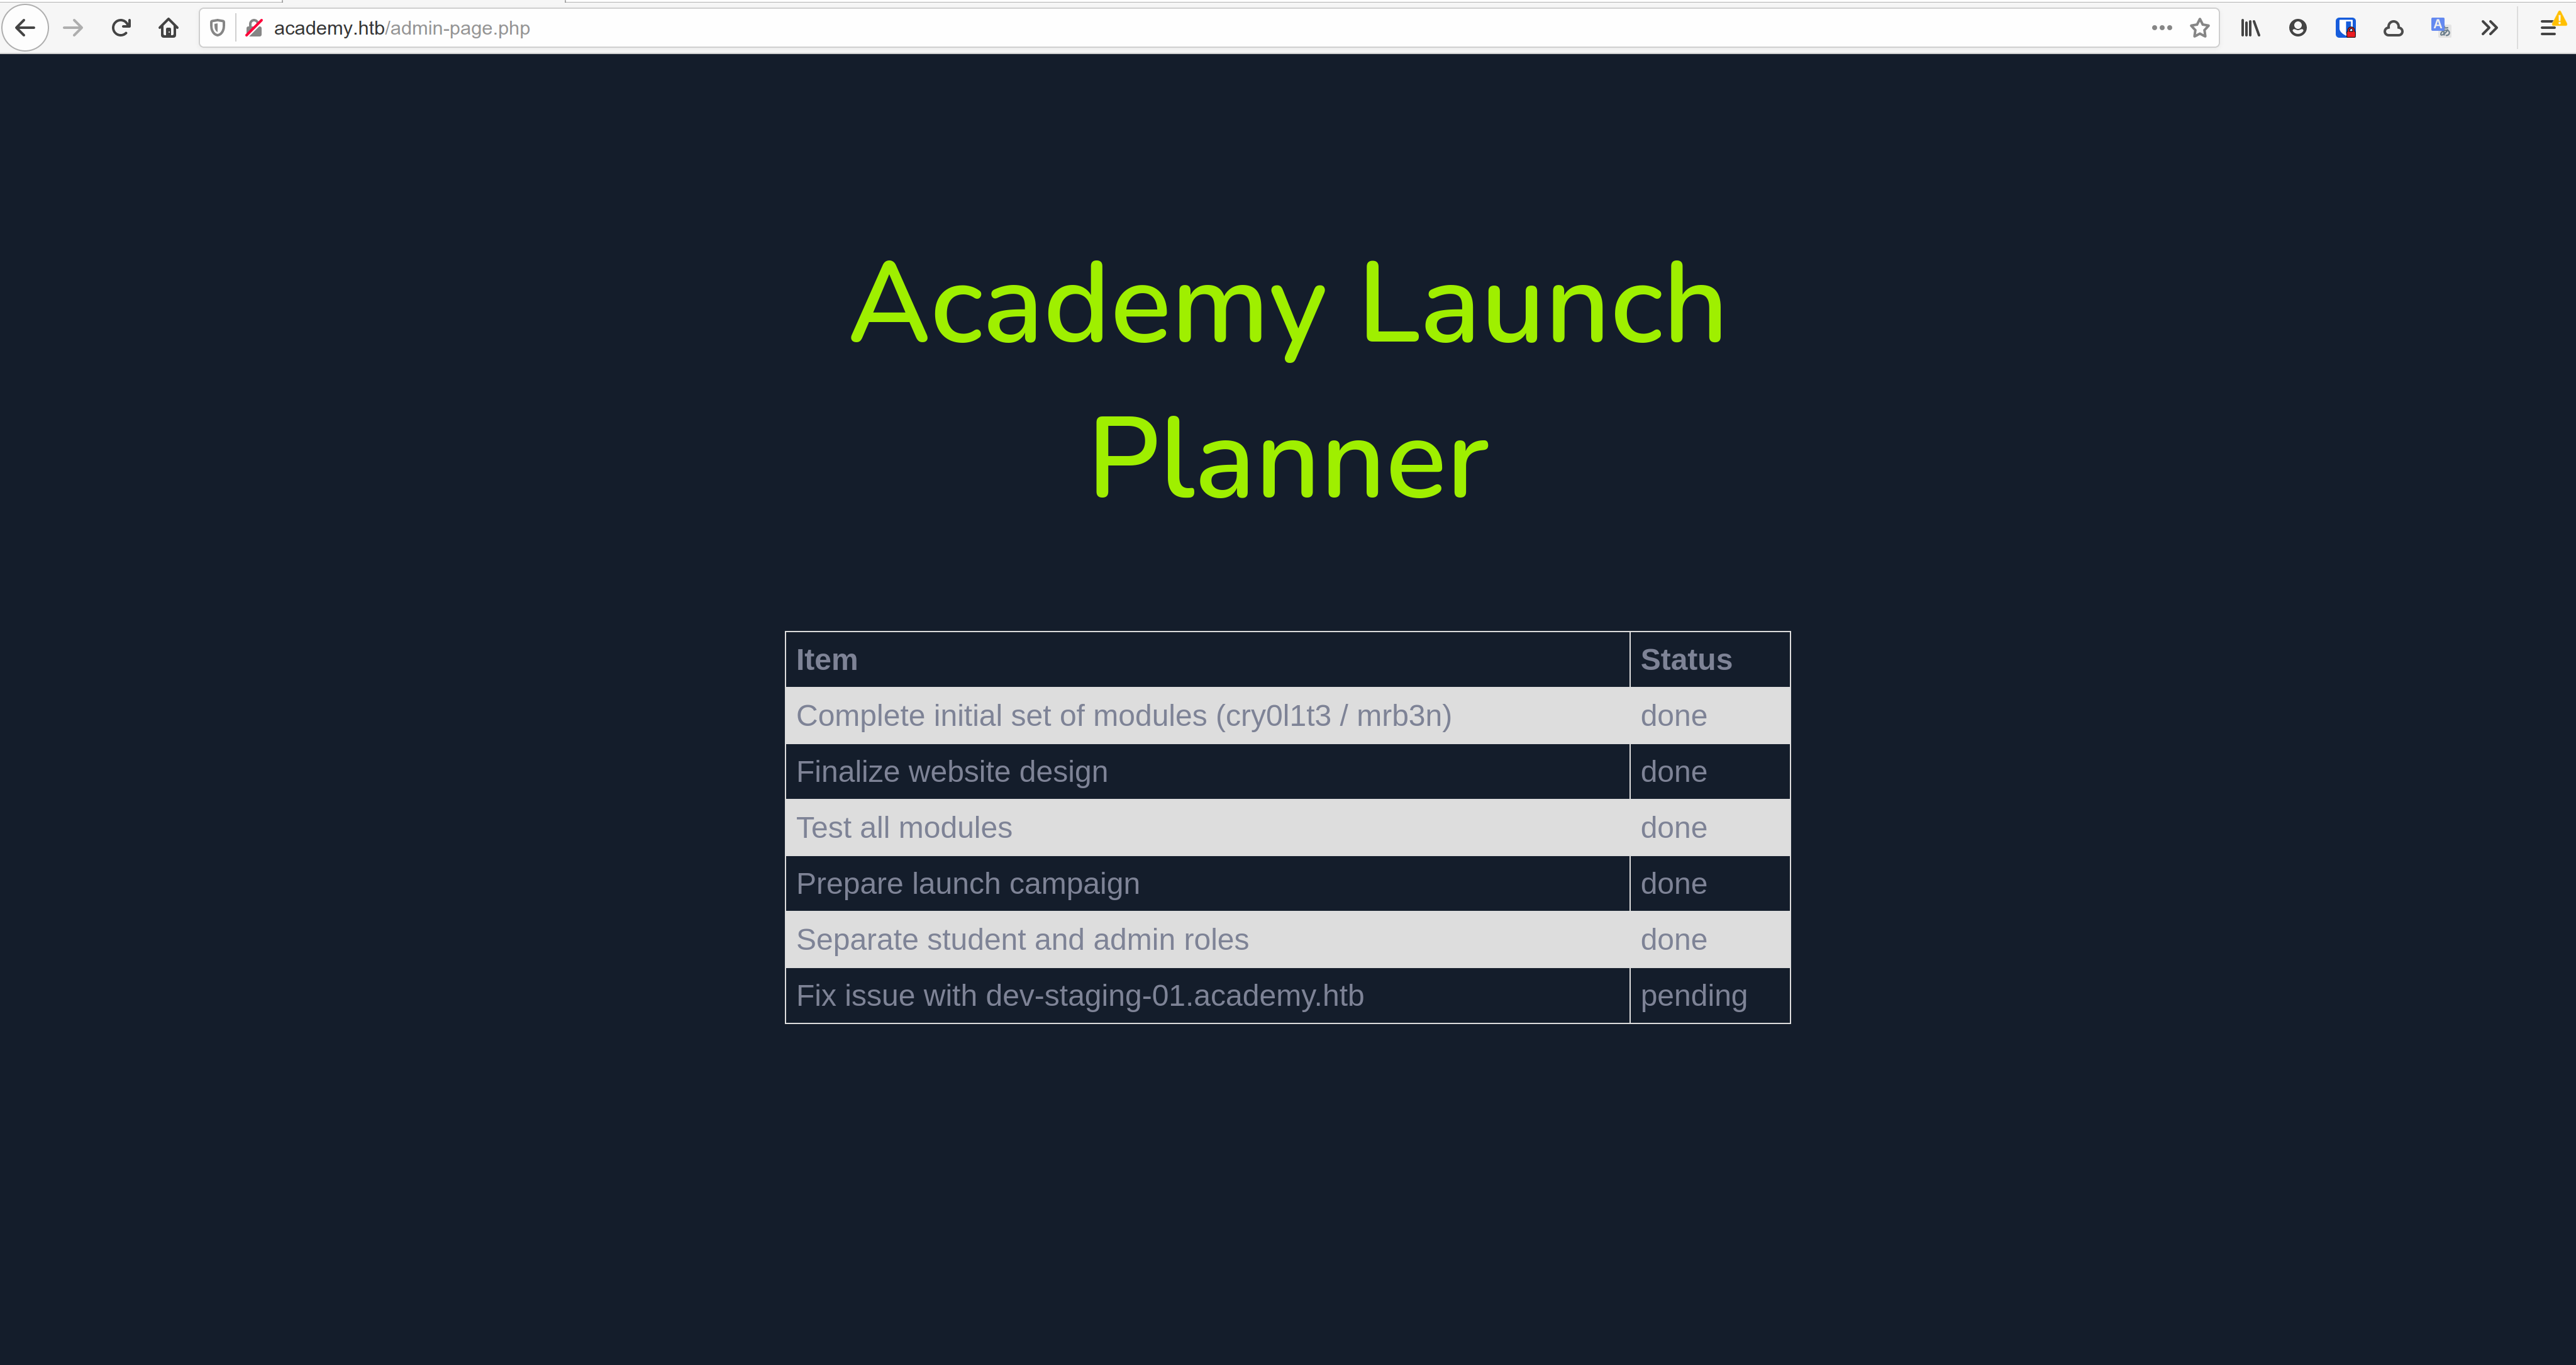 academy.htb/admin-page.php
Academy Launch
Planner
Item Status
Complete initial set of modules (cry0l1t3 / mrb3n) done
Finalize website design done
Test all modules done
Prepare launch campaign done
Separate student and admin roles done
Fix issue with dev-staging-01.academy.htb pending